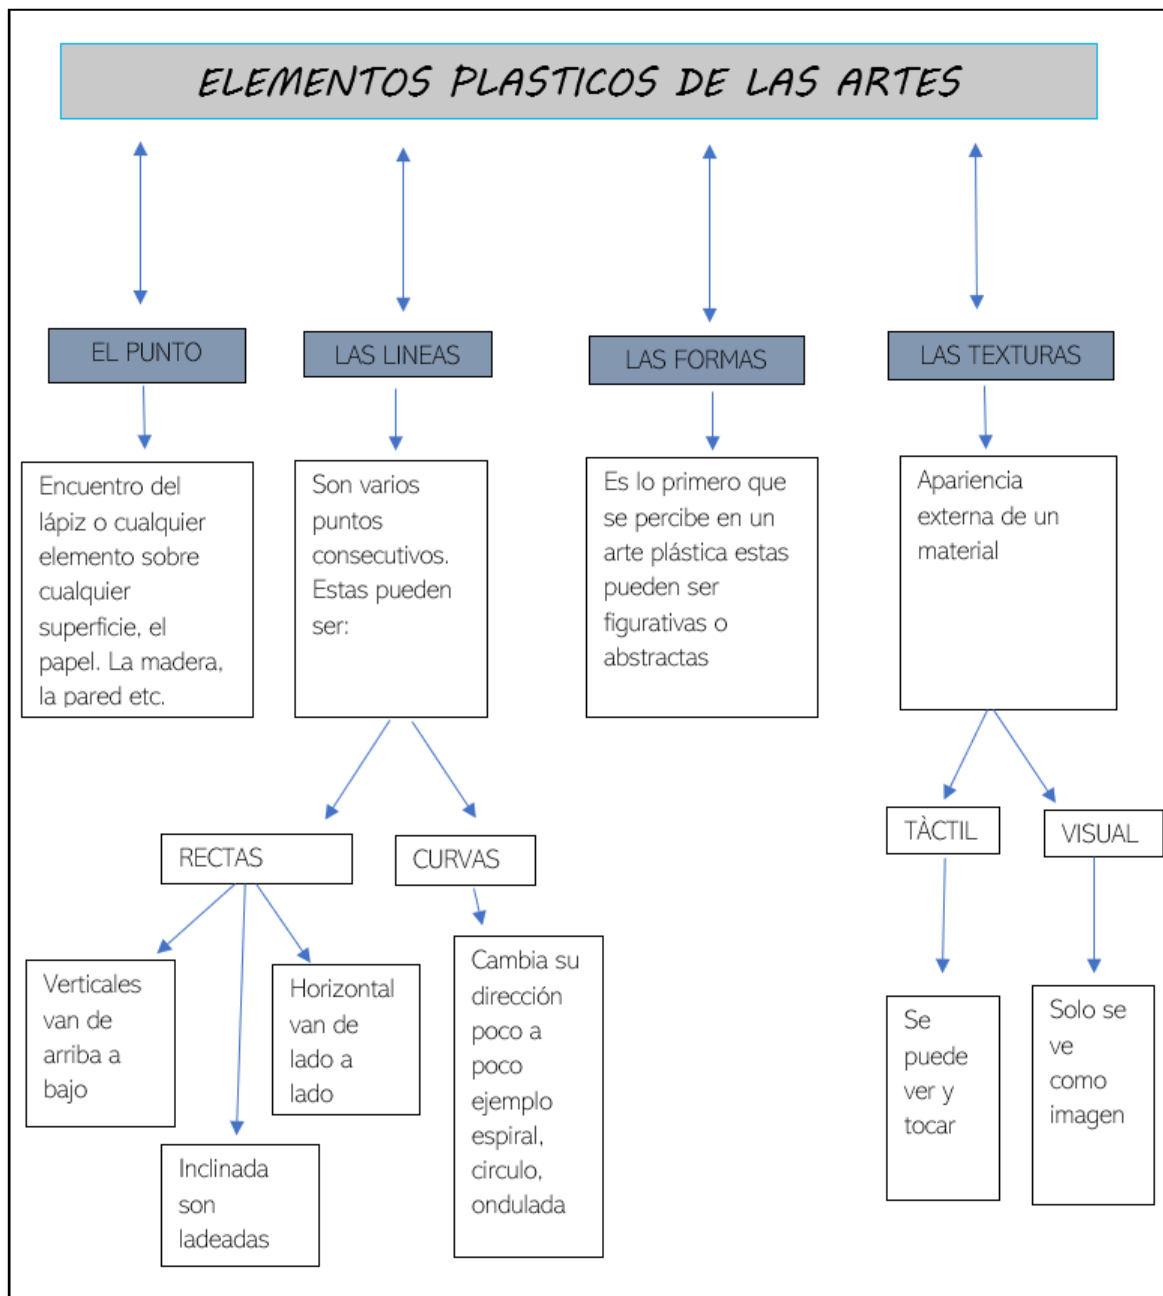 ELEMENTOS PLASTICOS DE LAS ARTES
EL PUNTO
LAS LINEAS
LAS FORMAS
LAS TEXTURAS
Encuentro del
lápiz o cualquier
elemento sobre
cualquier
superficie, el
papel. La madera,
la pared etc.
Son varios
puntos
consecutivos.
Estas pueden
ser:
Es lo primero que
se percibe en un
arte plástica estas
pueden ser
figurativas o
abstractas
Apariencia
externa de un
material
RECTAS
CURVAS
TÀCTIL
VISUAL
Verticales
van de
arriba a
bajo
Inclinada
son
ladeadas
Horizontal
van de
lado a
lado
Cambia su
dirección
poco a
poco
ejemplo
espiral,
circulo,
ondulada
Se
puede
ver y
tocar
Solo se
ve
como
imagen